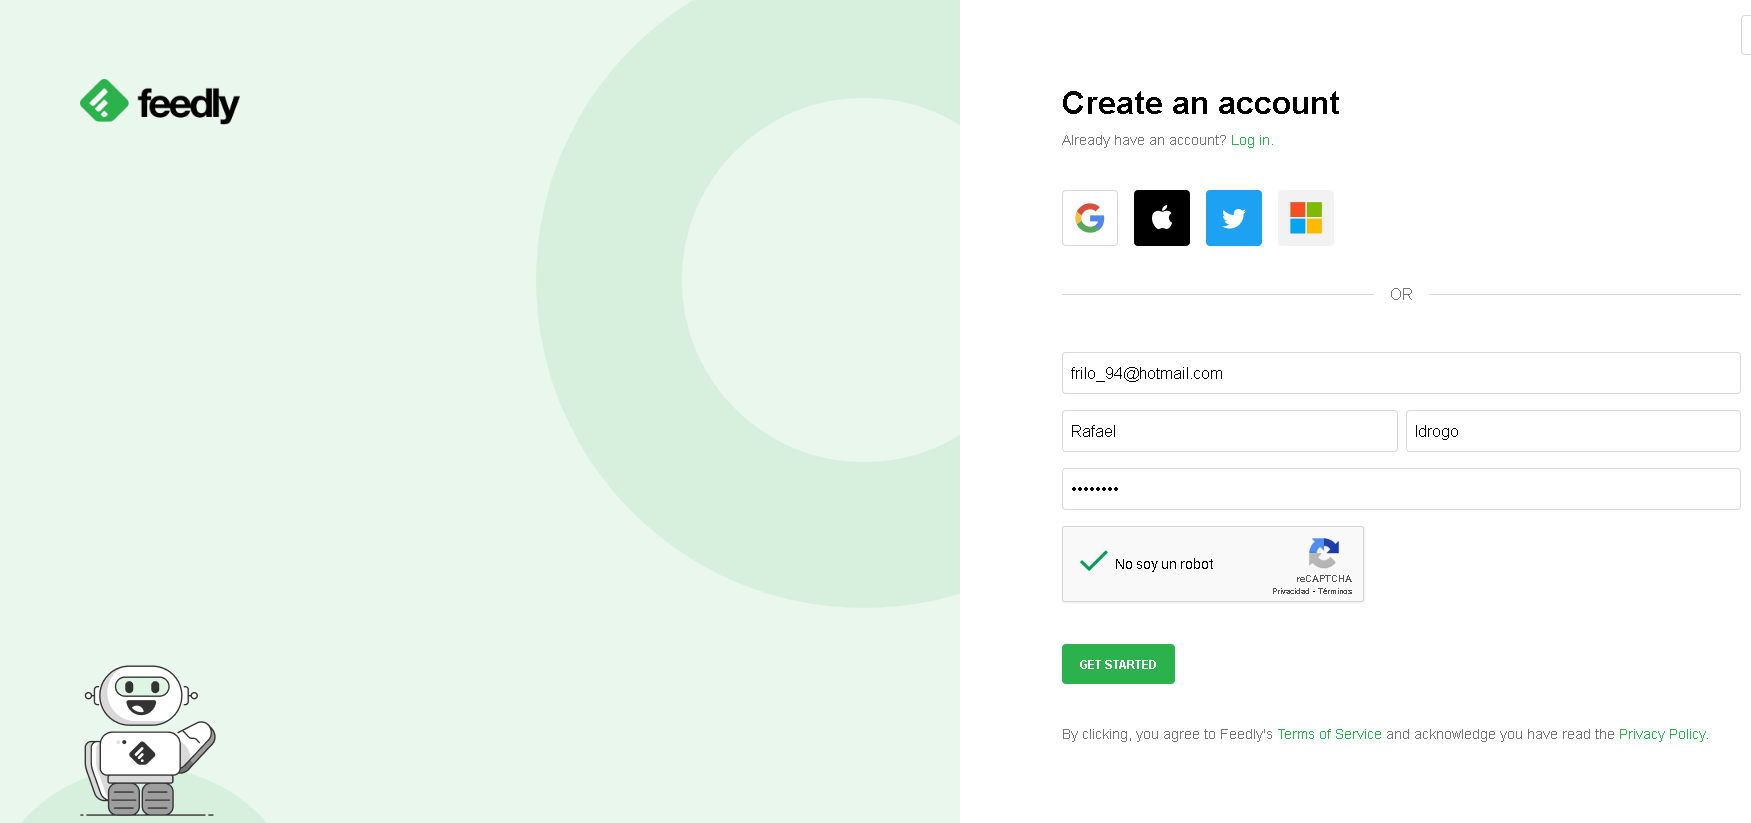 feedly
Create an account
Already have an account? Log in.
OR
frilo_94@hotmail.com
Rafael
Idrogo
••••••••
No soy un robot
reCAPTCHA
Privacidad - Términos
GET STARTED
By clicking, you agree to Feedly's Terms of Service and acknowledge you have read the Privacy Policy.